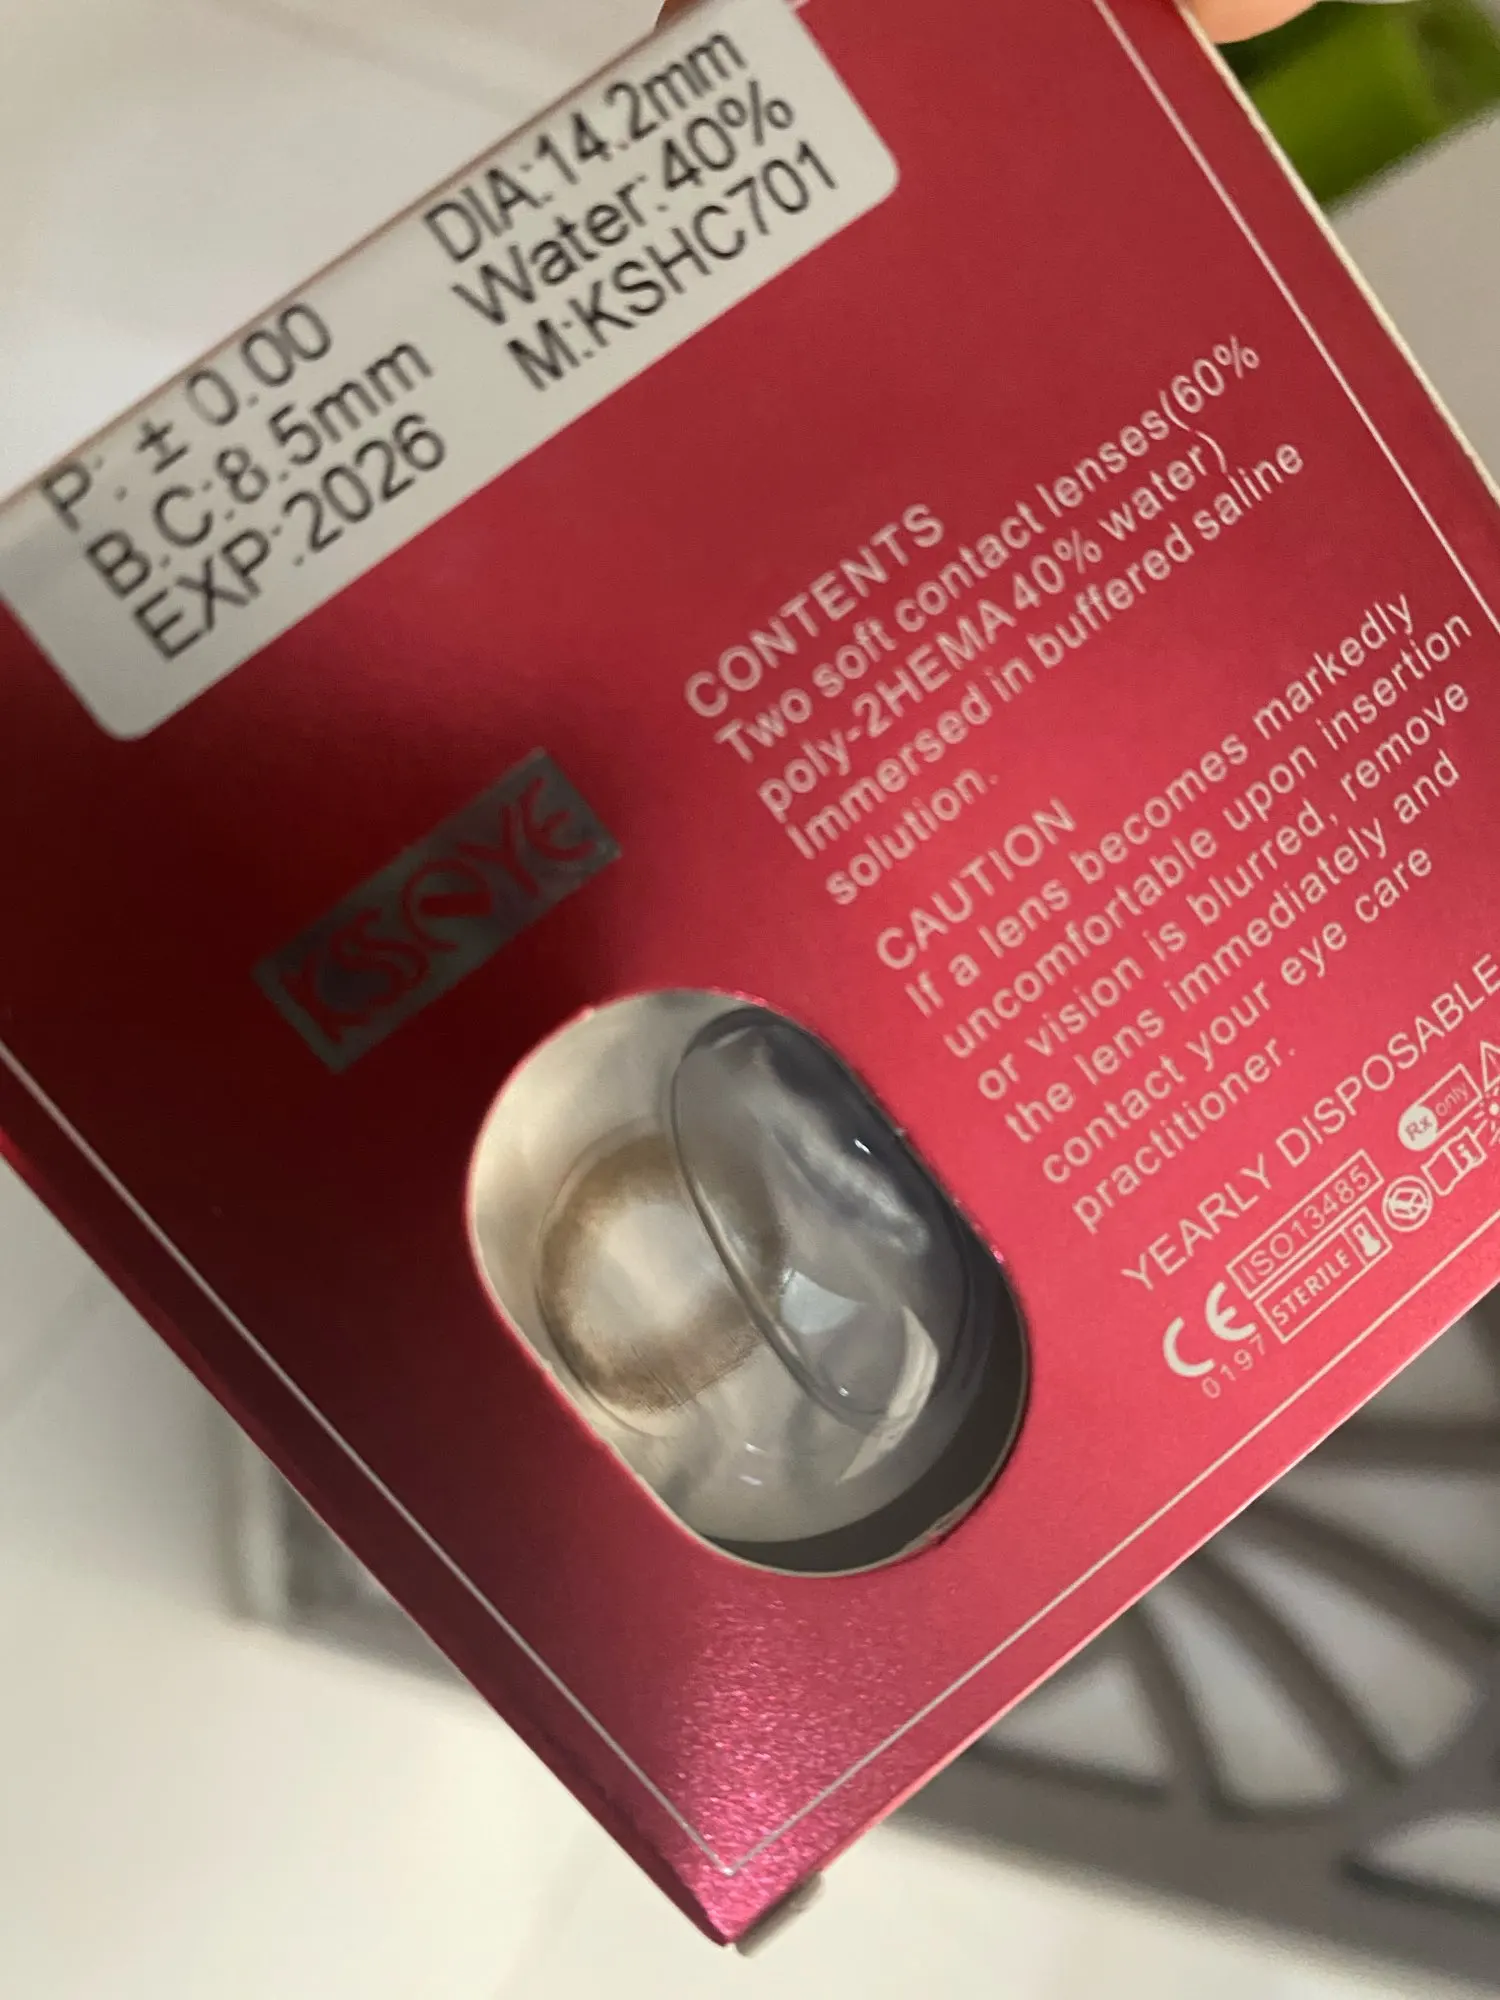 P: ± 0.00
B.C:8.5mm
EXP:2026
DIA:14.2mm
Water:40%
M:KSHC701
KSSEYE
CONTENTS
Two soft contact lenses(60%
poly-2HEMA 40% water)
Immersed in buffered saline
solution.
CAUTION
If a lens becomes markedly
uncomfortable upon insertion
or vision is blurred, remove
the lens immediately and
contact your eye care
practitioner.
YEARLY DISPOSABLE
CE ISO13485 Rx only
0197 STERILE